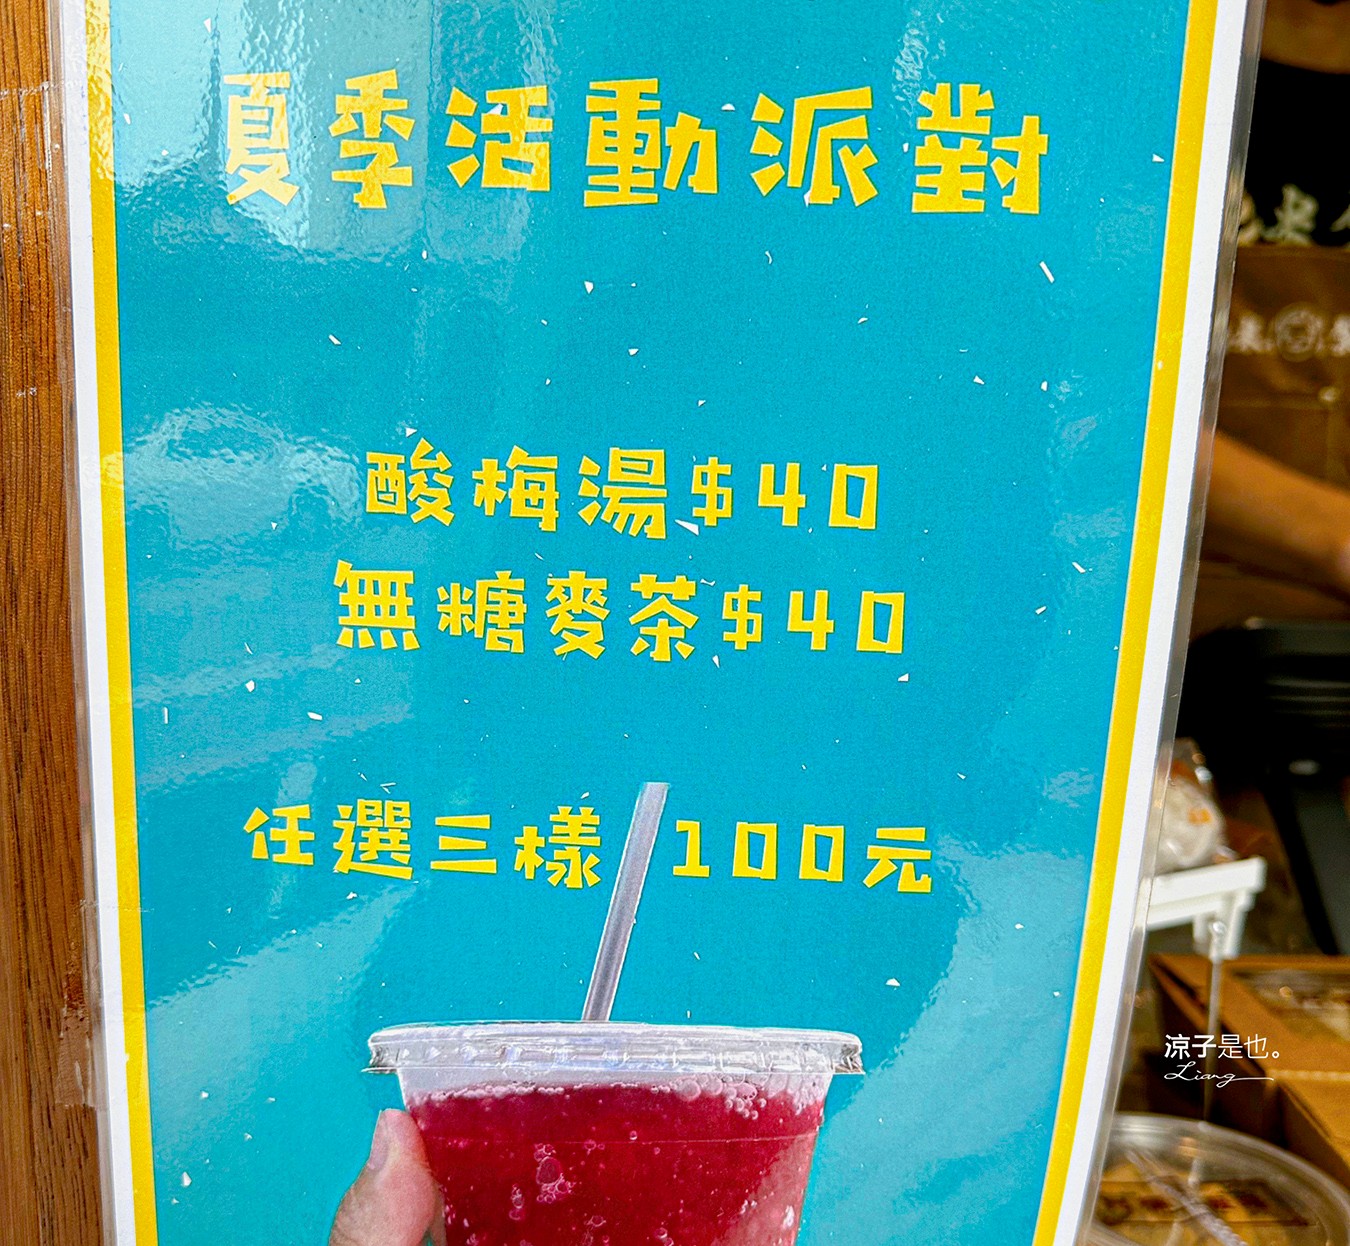 夏季活動派對
酸梅湯$40
無糖麥茶$40
任選三樣 100元
涼子是也。
Liang